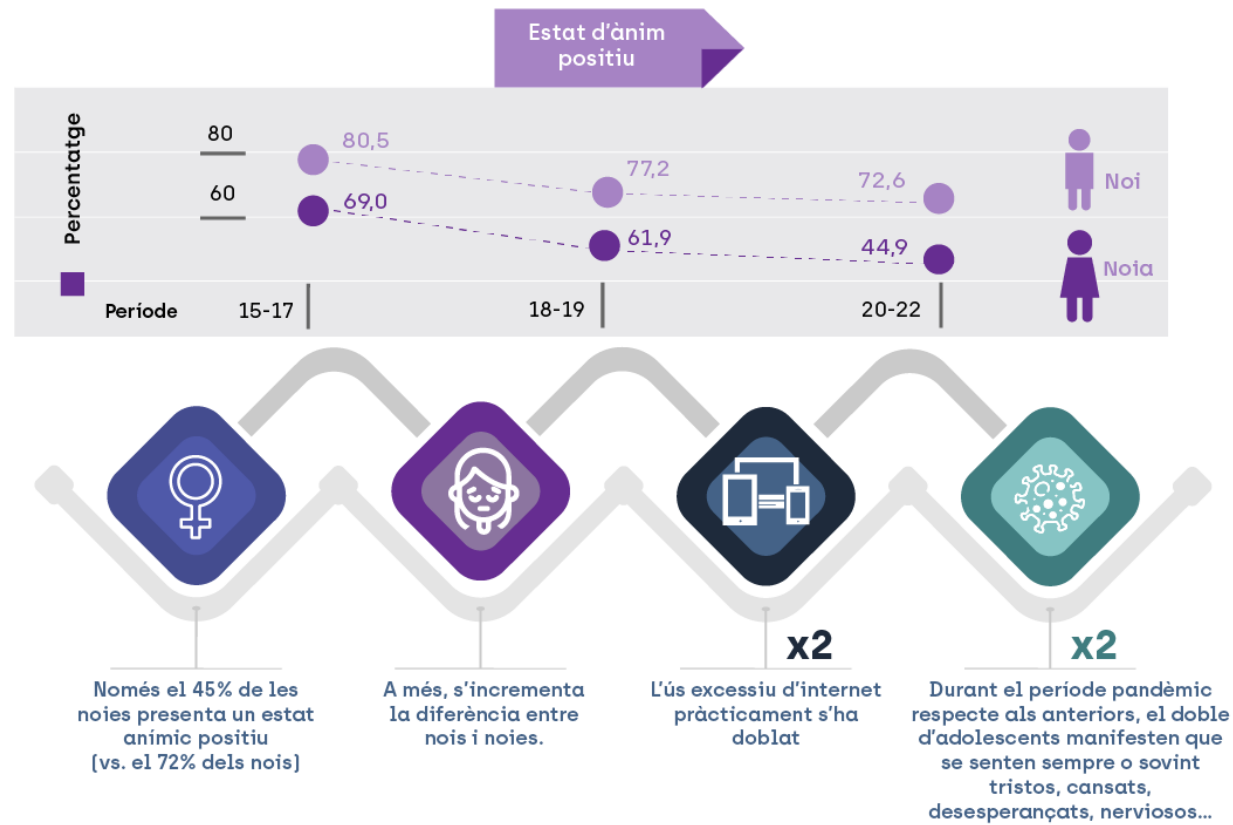 Estat d'ànim
positiu
Percentatge
80
60
80,5
77,2
72,6
Noi
69,0
61,9
44,9
Noia
Període
15-17
18-19
20-22
Només el 45% de les
noies presenta un estat
anímic positiu
(vs. el 72% dels nois)
A més, s'incrementa
la diferència entre
nois i noies.
x2
L'ús excessiu d'internet
pràcticament s'ha
doblat
x2
Durant el període pandèmic
respecte als anteriors, el doble
d'adolescents manifesten que
se senten sempre o sovint
tristos, cansats,
desesperançats, nerviosos...